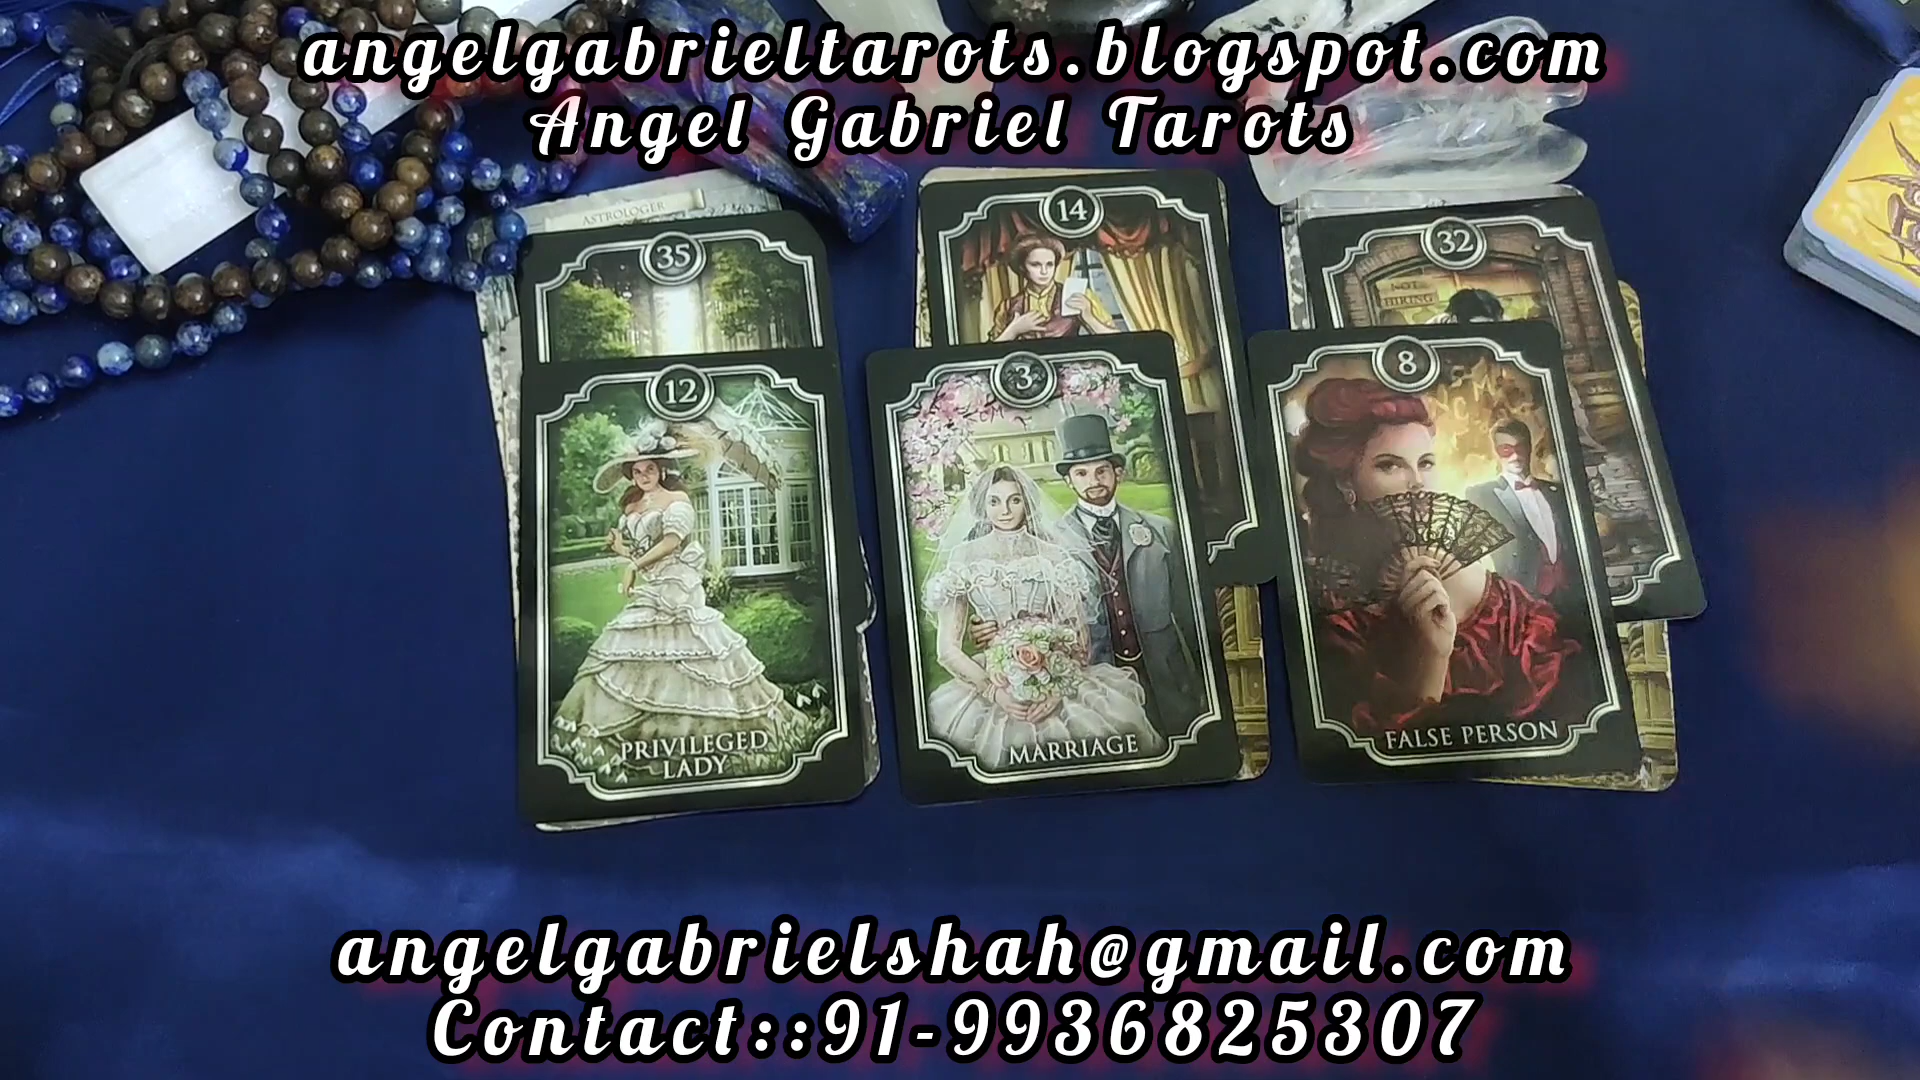 angelgabrieltarots.blogspot.com
Angel Gabriel Tarots
ASTROLOGER
35
14
32
NOT
HIRING
12
3
8
PRIVILEGED
LADY
MARRIAGE
FALSE PERSON
angelgabrielshah@gmail.com
Contact::91-9936825307